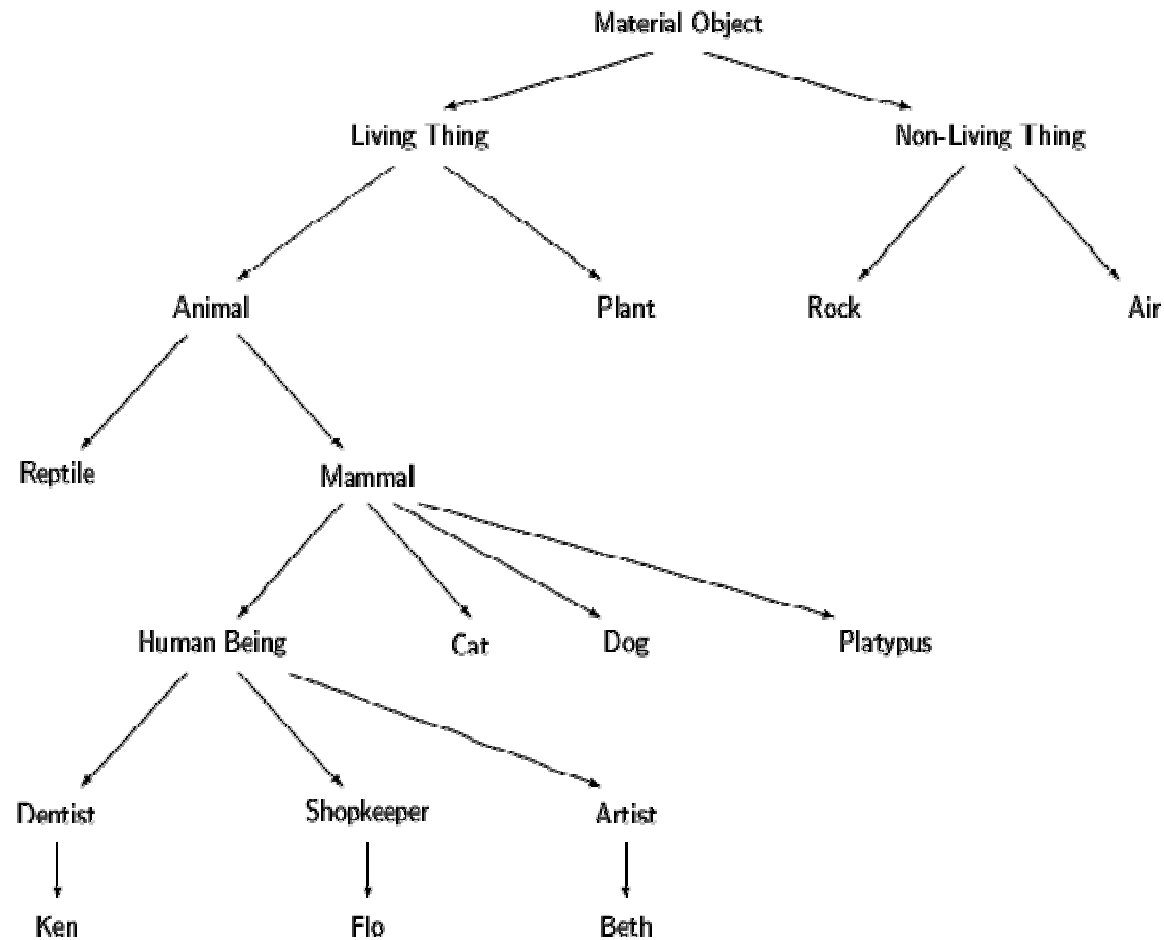 Material Object
Living Thing
Non-Living Thing
Animal
Plant
Rock
Air
Reptile
Mammal
Human Being
Cat
Dog
Platypus
Dentist
Shopkeeper
Artist
Ken
Flo
Beth